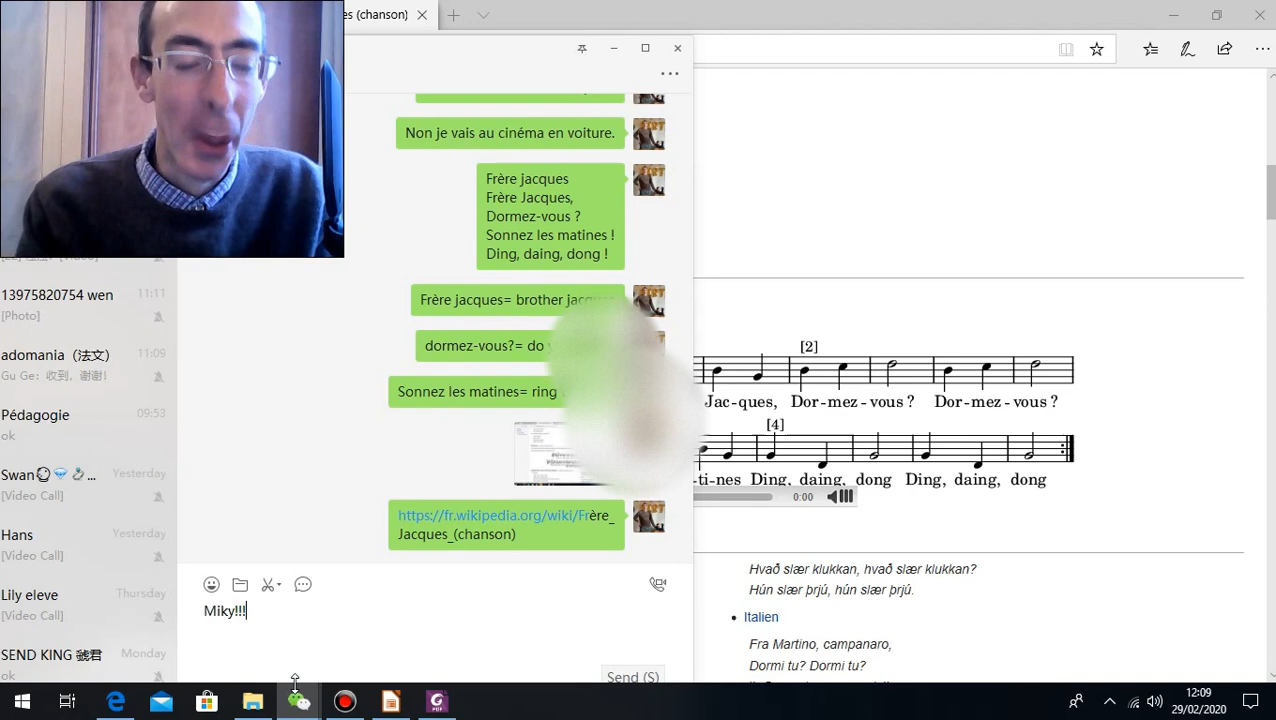 es (chanson)
Non je vais au cinéma en voiture.
Frère jacques
Frère Jacques,
Dormez-vous ?
Sonnez les matines !
Ding, daing, dong !
13975820754 wen
11:11
[Photo]
Frère jacques= brother
adomania（法文）
11:09
Gu Ge：收到，谢谢!
dormez-vous?= do
Pédagogie
09:53
ok
Sonnez les matines= ring
Swan
...
Yesterday
[Video Call]
https://fr.wikipedia.org/wiki/Frère_
Jacques_(chanson)
Hans
Yesterday
[Video Call]
Lily eleve
Thursday
[Video Call]
SEND KING 虢君
Monday
ok
Miky!!!
Send (S)
[2]
Jac-ques, Dor-mez-vous ? Dor-mez-vous ?
[4]
-ti-nes Ding, daing, dong Ding, daing, dong
0:00
Hvað slær klukkan, hvað slær klukkan?
Hún slær þrjú, hún slær þrjú.
Italien
Fra Martino, campanaro,
Dormi tu? Dormi tu?
12:09
29/02/2020